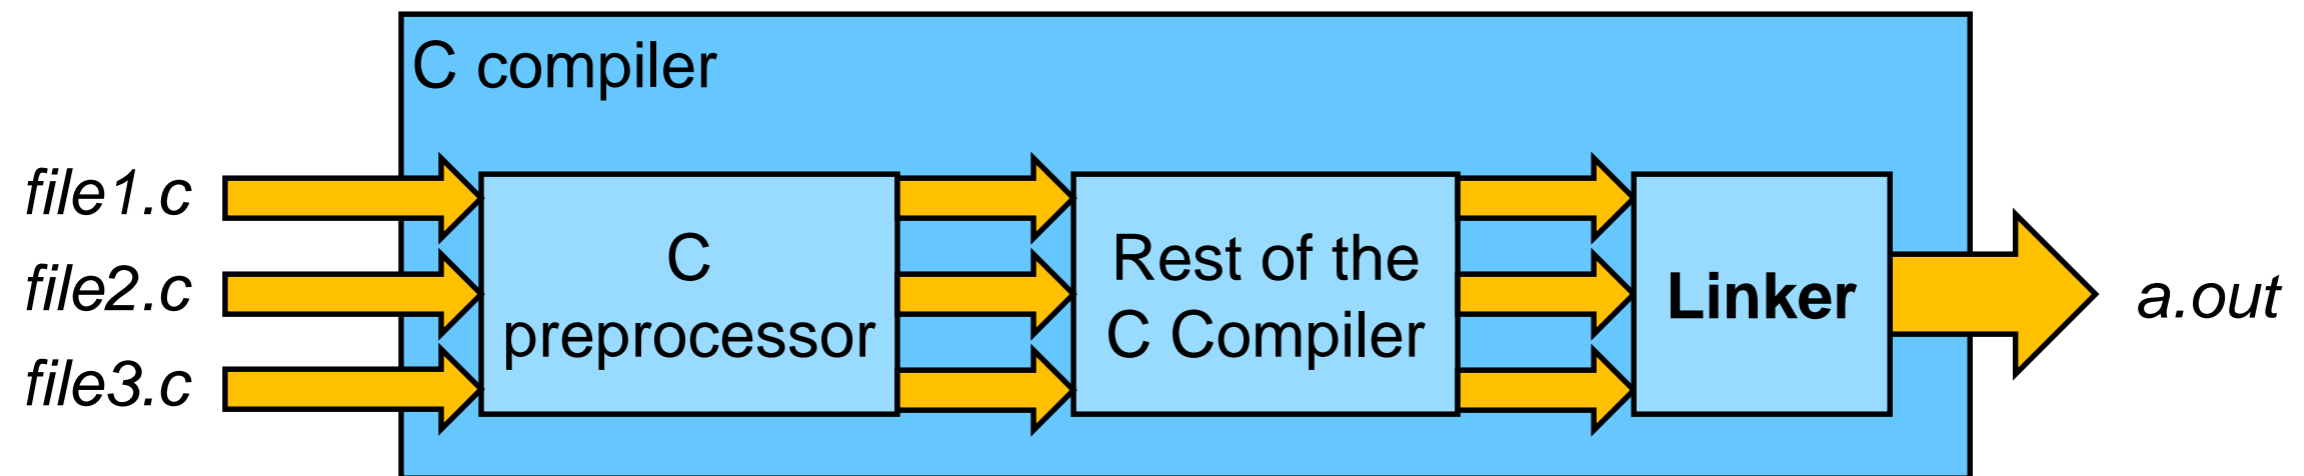 C compiler
file1.c
file2.c
file3.c
C
preprocessor
Rest of the
C Compiler
Linker
a.out